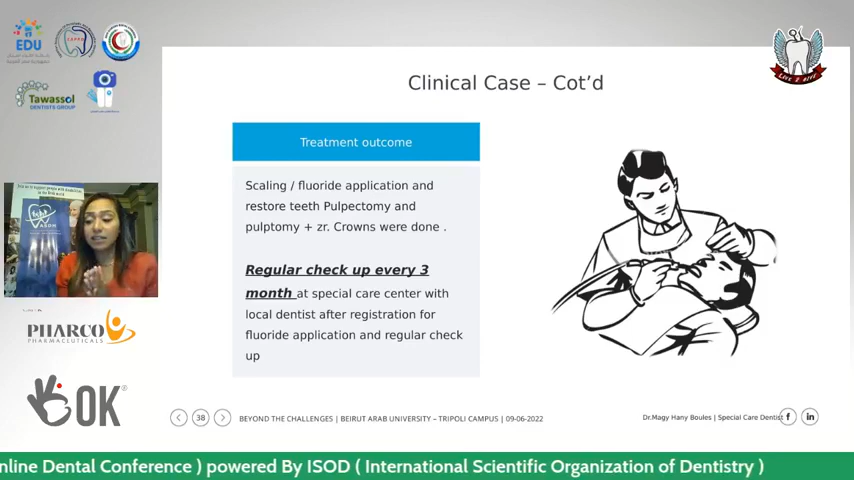 EDU
Tawassol
DENTISTS GROUP
ASDH
PHARCO
PHARMACEUTICALS
OK®
Clinical Case – Cot’d
Treatment outcome
Scaling / fluoride application and
restore teeth Pulpectomy and
pulptomy + zr. Crowns were done .
Regular check up every 3
month at special care center with
local dentist after registration for
fluoride application and regular check
up
38
BEYOND THE CHALLENGES | BEIRUT ARAB UNIVERSITY – TRIPOLI CAMPUS | 09-06-2022
Dr.Magy Hany Boules | Special Care Dentist
f
in
nline Dental Conference ) powered By ISOD ( International Scientific Organization of Dentistry )